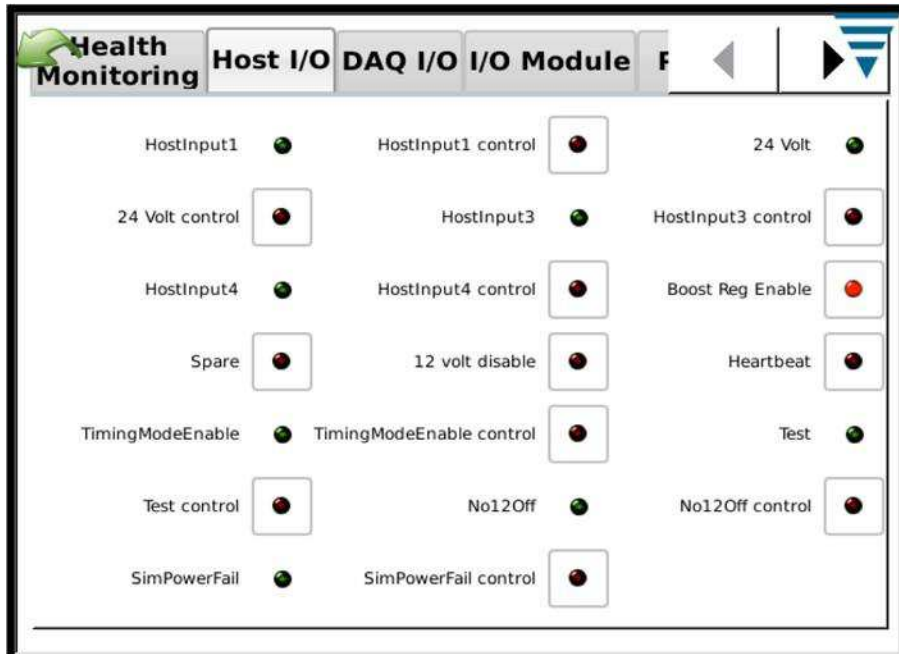 Health
Monitoring
Host I/O
DAQ I/O
I/O Module
HostInput1
HostInput1 control
24 Volt
24 Volt control
HostInput3
HostInput3 control
HostInput4
HostInput4 control
Boost Reg Enable
Spare
12 volt disable
Heartbeat
TimingModeEnable
TimingModeEnable control
Test
Test control
No12Off
No12Off control
SimPowerFail
SimPowerFail control